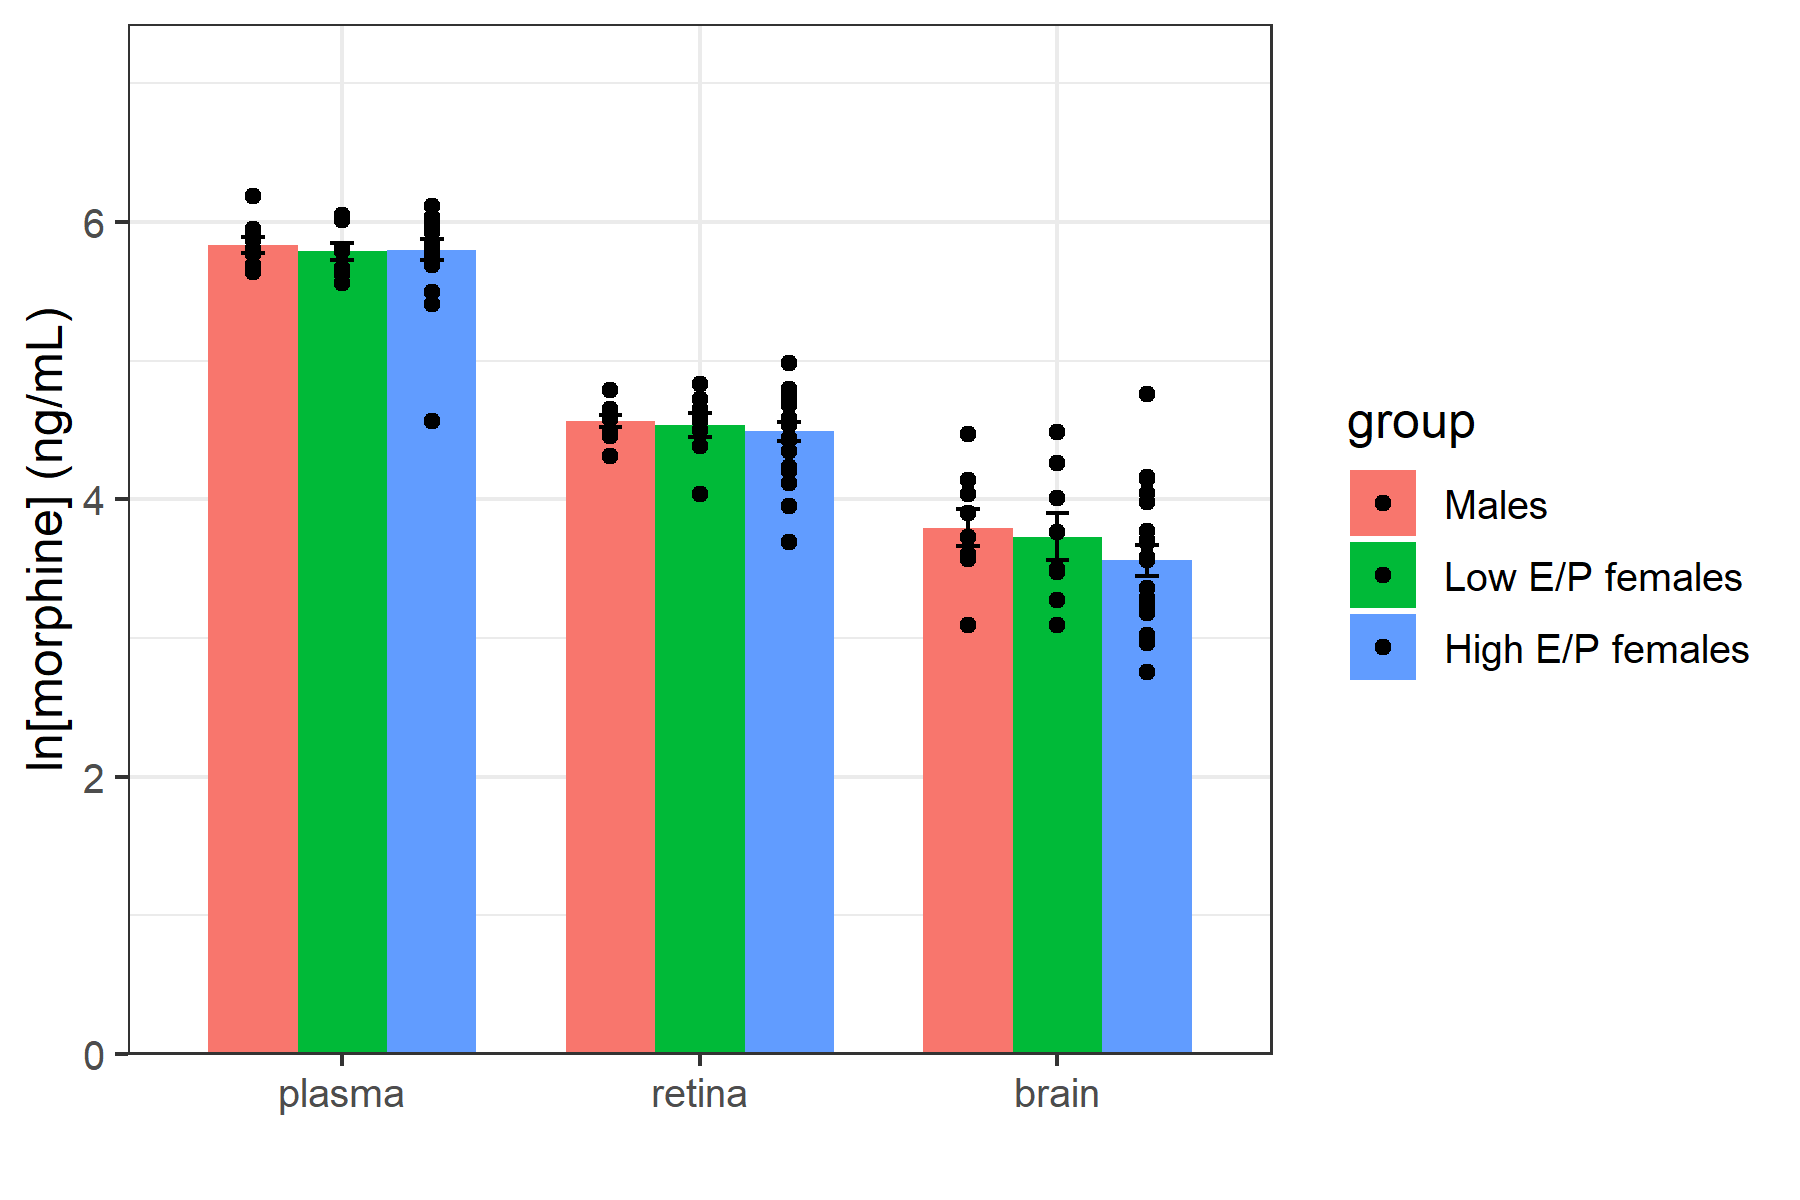 ln[morphine] (ng/mL)
6
4
2
0
plasma
retina
brain
group
Males
Low E/P females
High E/P females